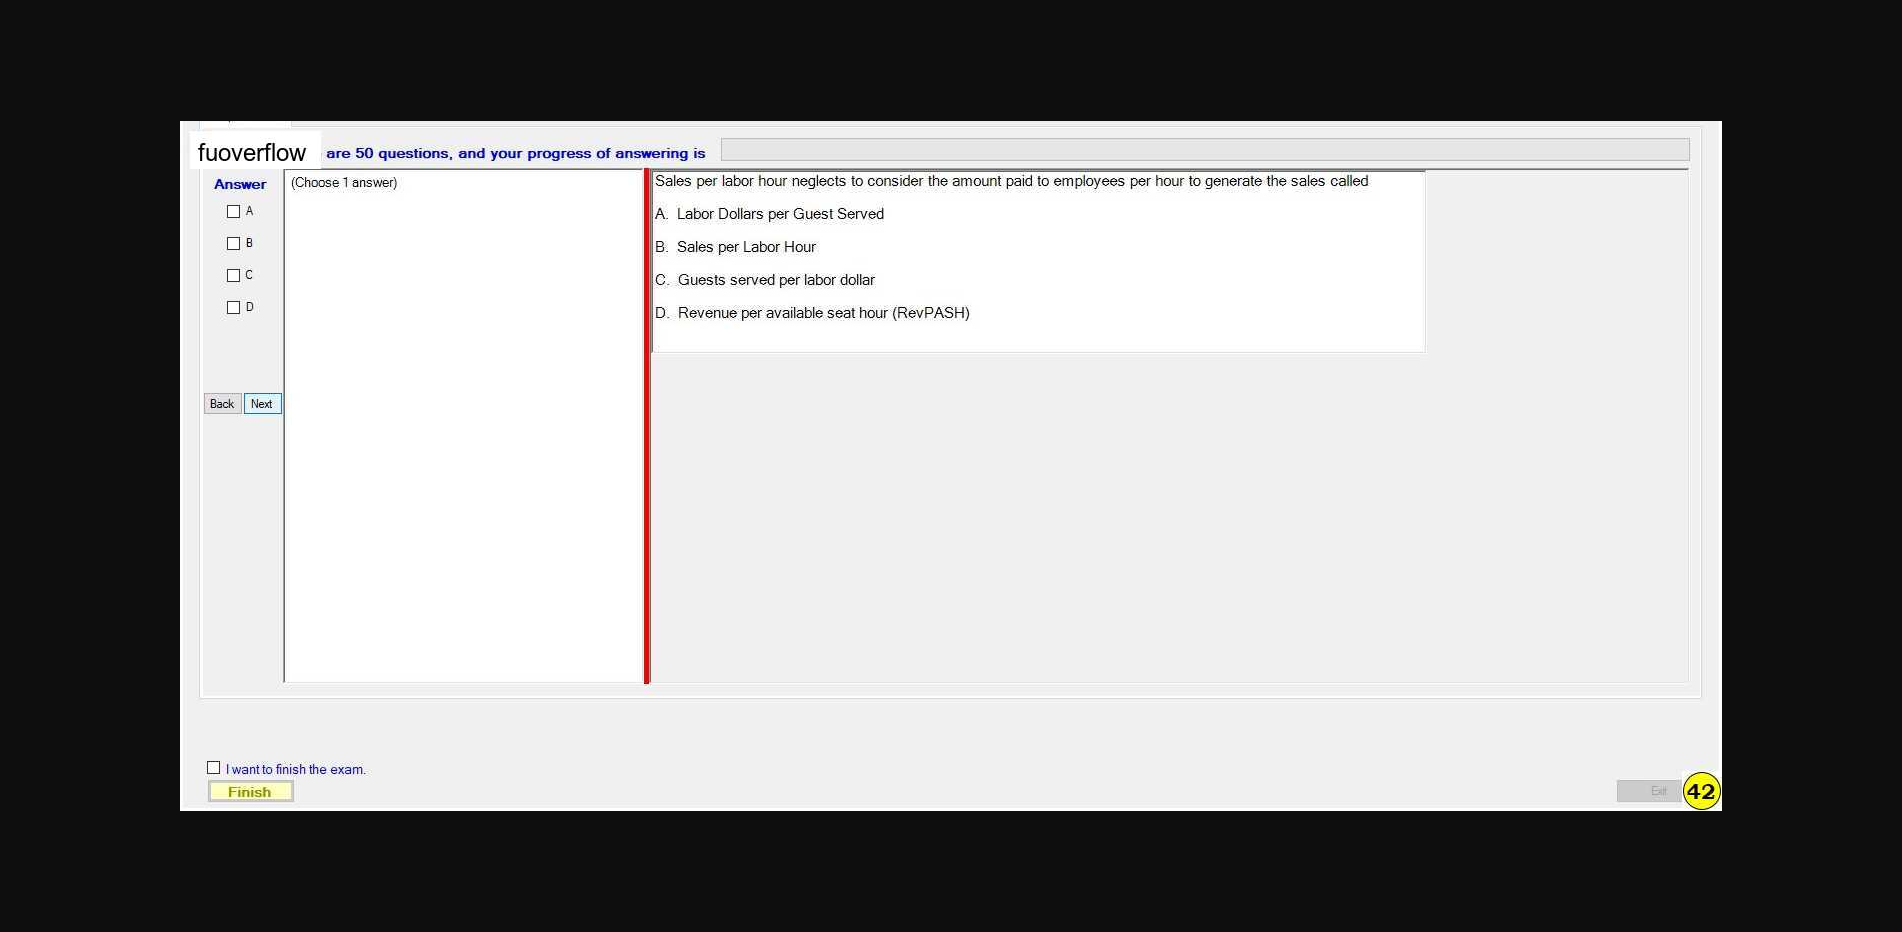 fuoverflow are 50 questions, and your progress of answering is
Answer
(Choose 1 answer)
A
B
C
D
Back Next
Sales per labor hour neglects to consider the amount paid to employees per hour to generate the sales called
A. Labor Dollars per Guest Served
B. Sales per Labor Hour
C. Guests served per labor dollar
D. Revenue per available seat hour (RevPASH)
I want to finish the exam.
Finish
Exit
42